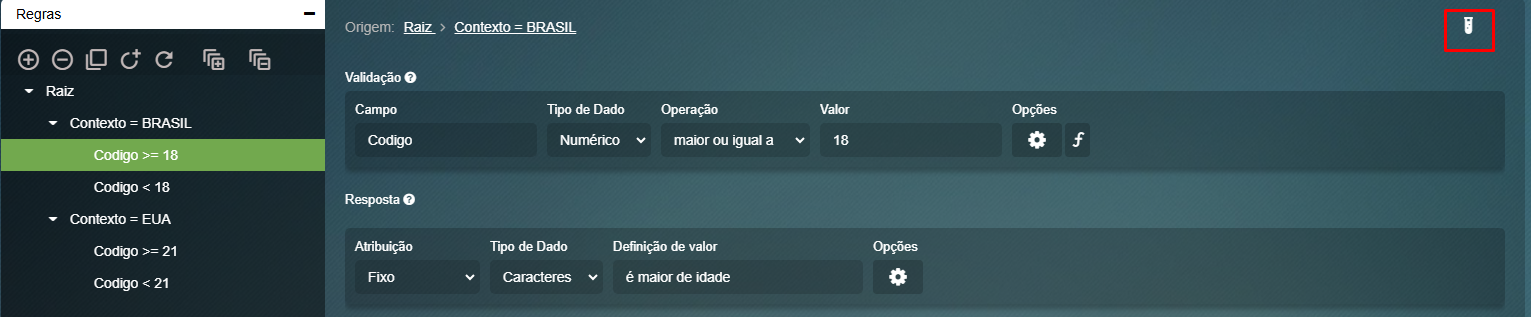 Regras
Raiz
Contexto = BRASIL
Codigo >= 18
Codigo < 18
Contexto = EUA
Codigo >= 21
Codigo < 21
Origem: Raiz > Contexto = BRASIL
Validação ?
Campo Tipo de Dado Operação Valor Opções
Codigo Numérico maior ou igual a 18 f
Resposta ?
Atribuição Tipo de Dado Definição de valor Opções
Fixo Caracteres é maior de idade